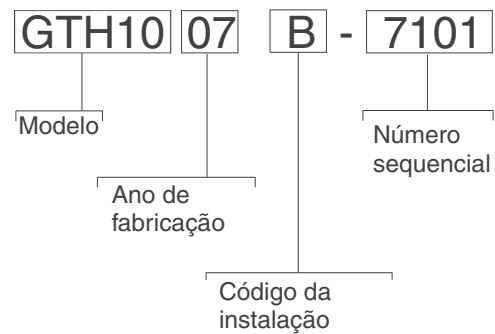 GTH10 07 B - 7101
Modelo
Número
sequencial
Ano de
fabricação
Código da
instalação